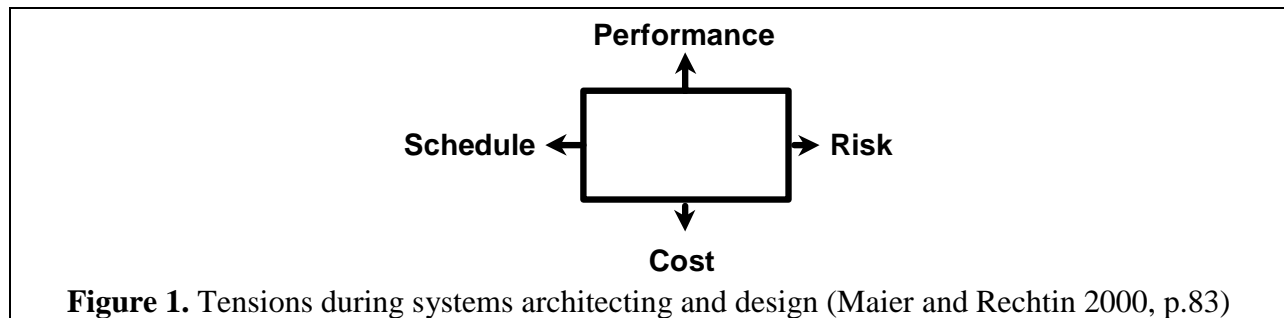 Performance
Schedule
Risk
Cost
Figure 1. Tensions during systems architecting and design (Maier and Rechtin 2000, p.83)